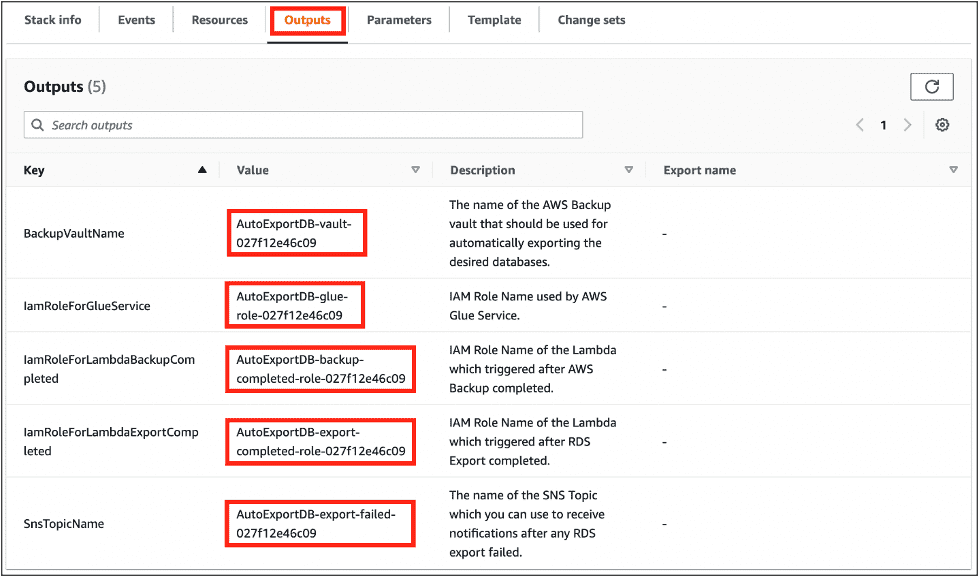 Stack info Events Resources Outputs Parameters Template Change sets
Outputs (5)
Search outputs
1
Key Value Description Export name
BackupVaultName
AutoExportDB-vault-
027f12e46c09
The name of the AWS Backup
vault that should be used for
automatically exporting the
desired databases.
-
IamRoleForGlueService
AutoExportDB-glue-
role-027f12e46c09
IAM Role Name used by AWS
Glue Service.
-
IamRoleForLambdaBackupCom
pleted
AutoExportDB-backup-
completed-role-027f12e46c09
IAM Role Name of the Lambda
which triggered after AWS
Backup completed.
-
IamRoleForLambdaExportComp
leted
AutoExportDB-export-
completed-role-027f12e46c09
IAM Role Name of the Lambda
which triggered after RDS
Export completed.
-
SnsTopicName
AutoExportDB-export-failed-
027f12e46c09
The name of the SNS Topic
which you can use to receive
notifications after any RDS
export failed.
-